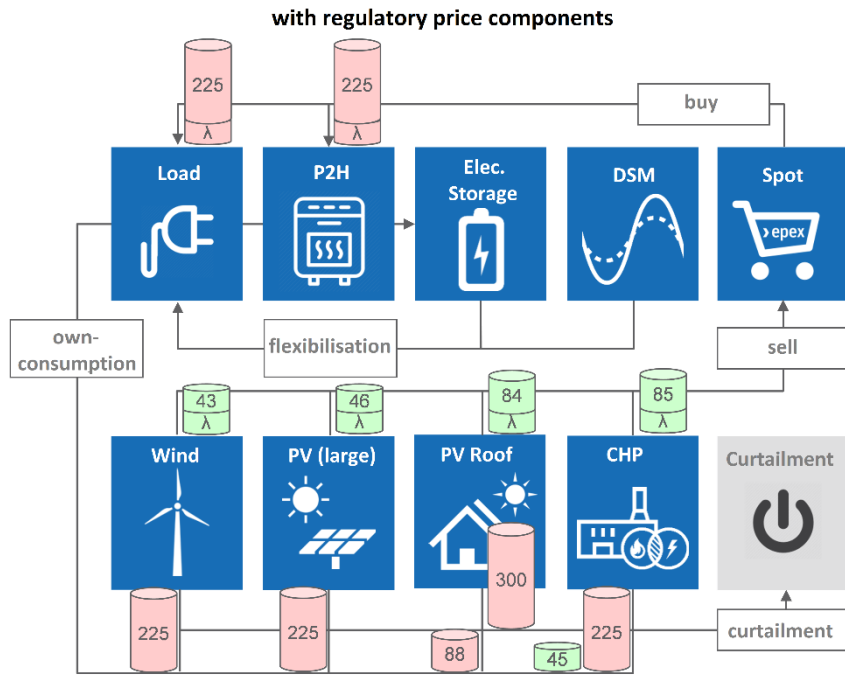 with regulatory price components
225
λ
225
λ
buy
Load
P2H
Elec.
Storage
DSM
Spot
epex
own-
consumption
flexibilisation
sell
43
λ
46
λ
84
λ
85
λ
Wind
PV (large)
PV Roof
CHP
Curtailment
300
225
225
88
45
225
curtailment